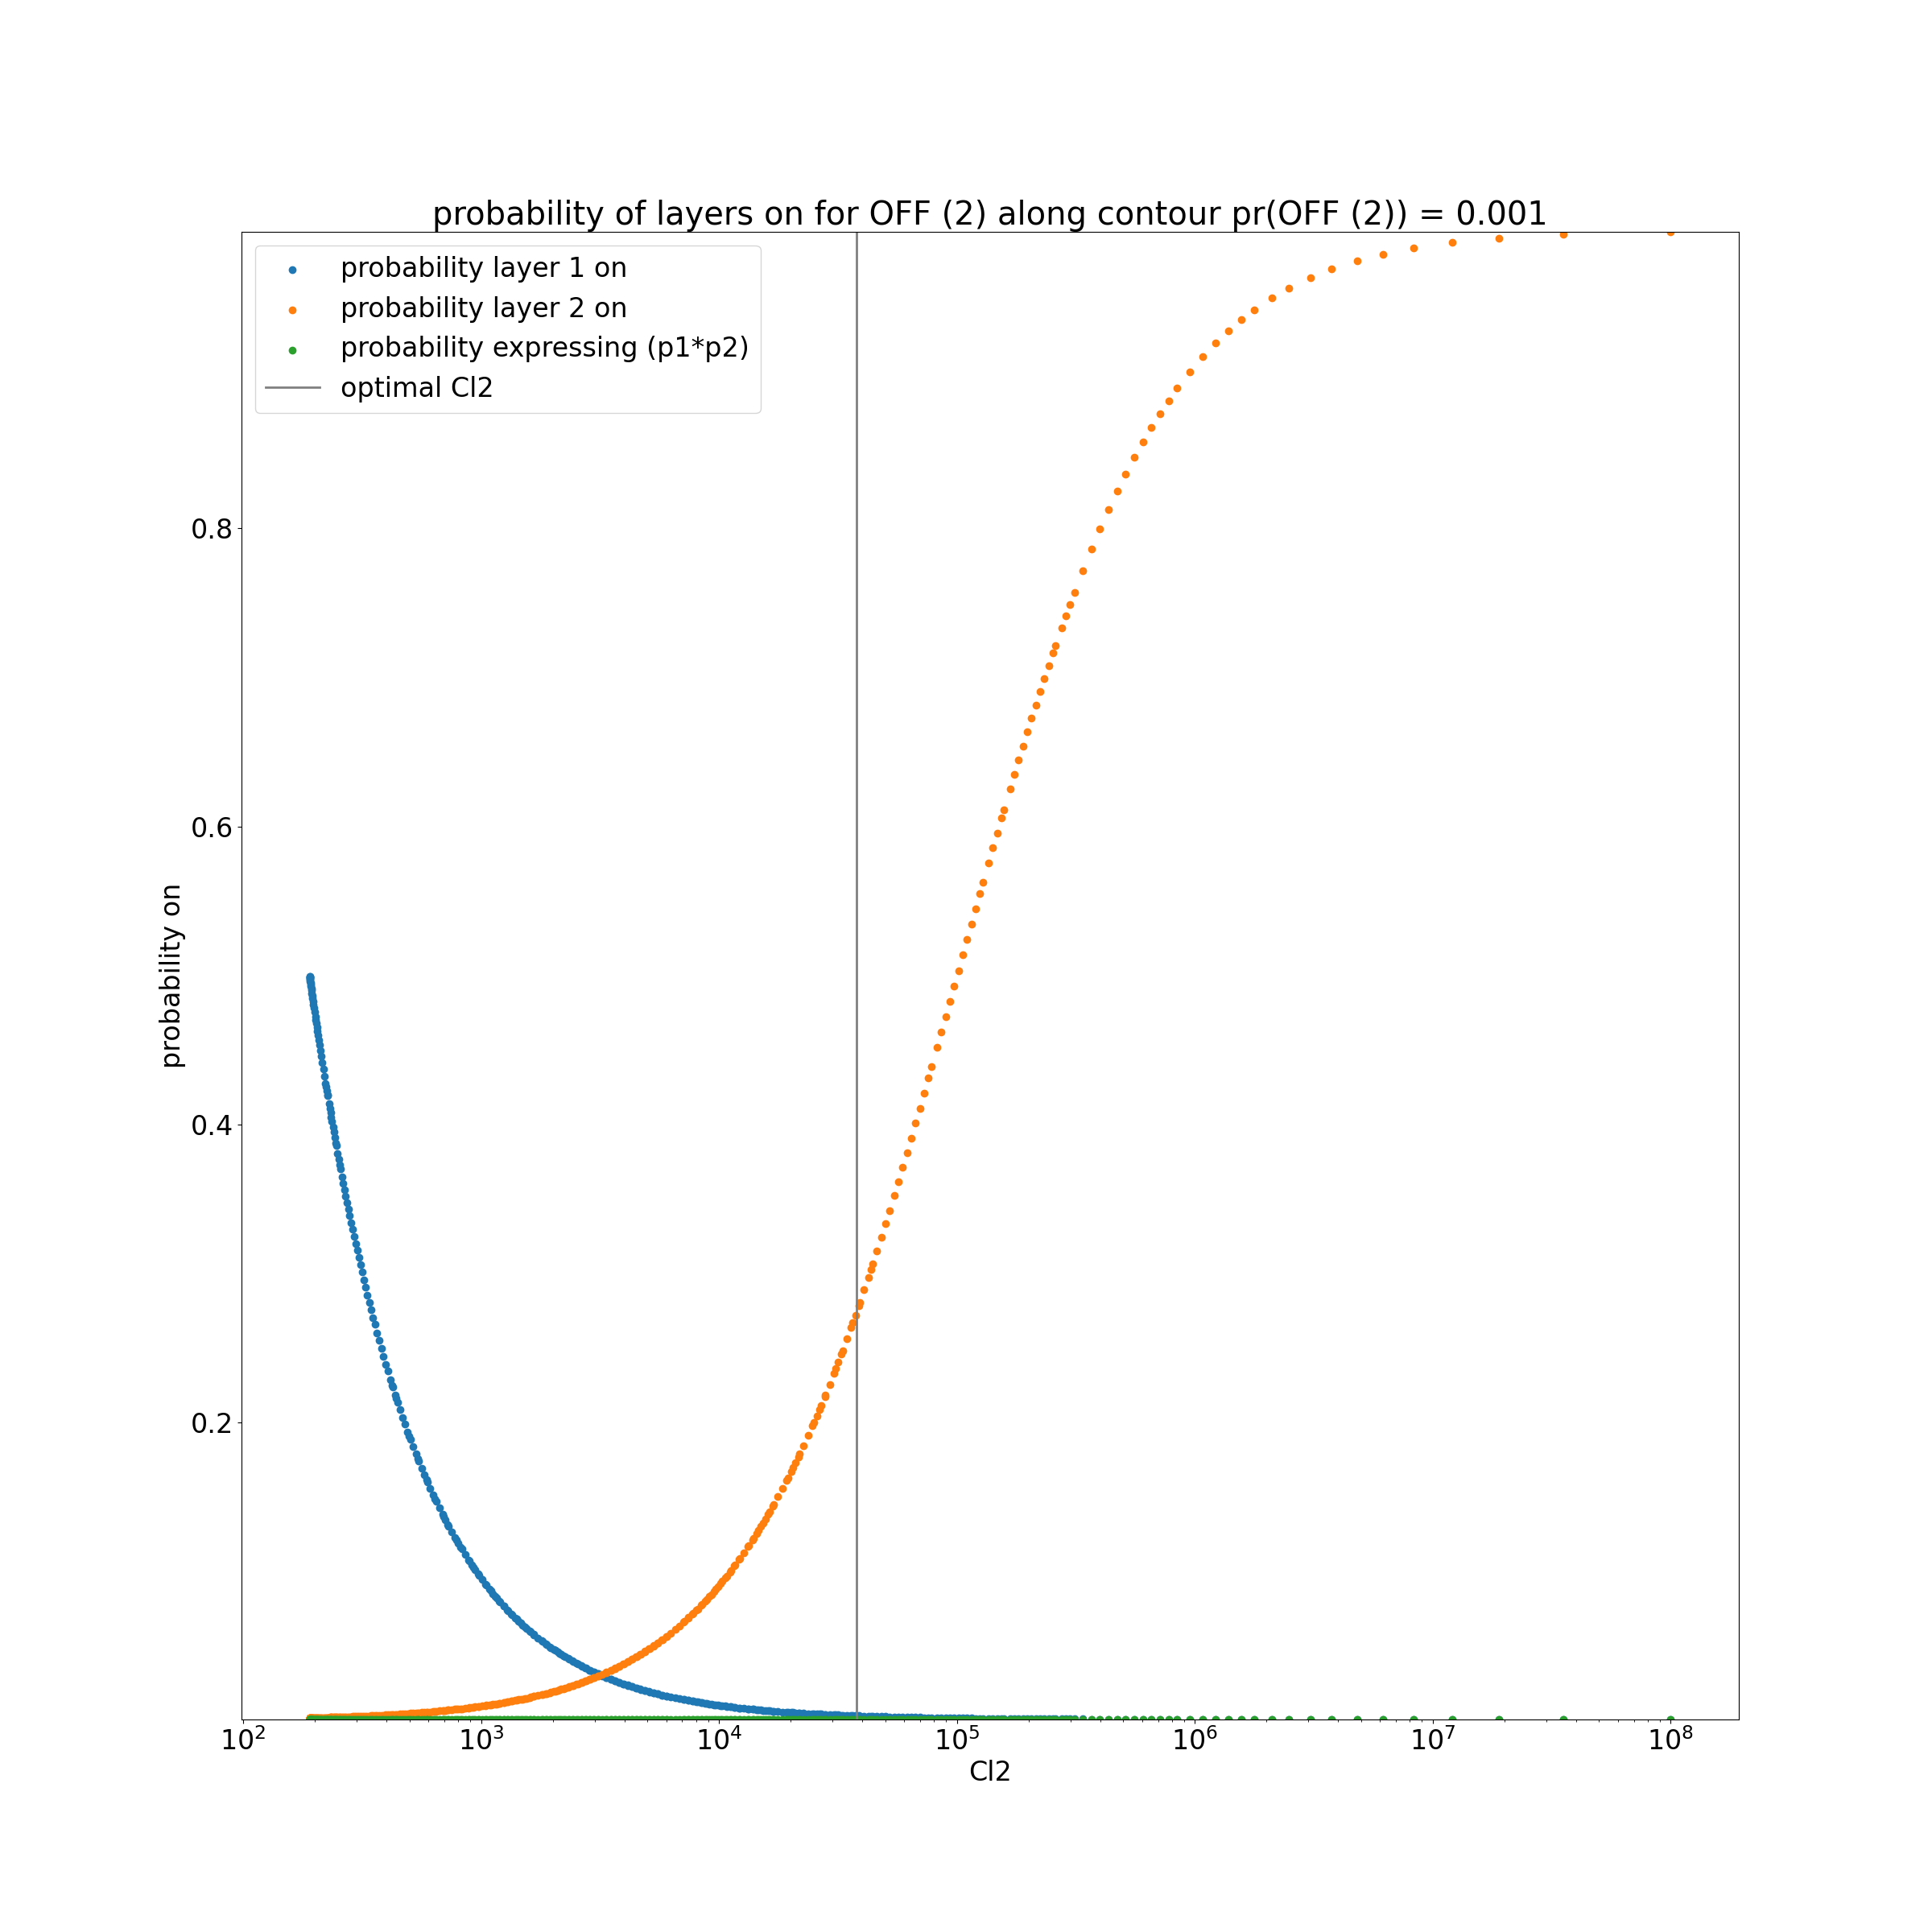 probability of layers on for OFF (2) along contour pr(OFF (2)) = 0.001
probability layer 1 on
probability layer 2 on
probability expressing (p1*p2)
optimal Cl2
0.8
0.6
0.4
0.2
probability on
10² 10³ 10⁴ 10⁵ 10⁶ 10⁷ 10⁸
Cl2